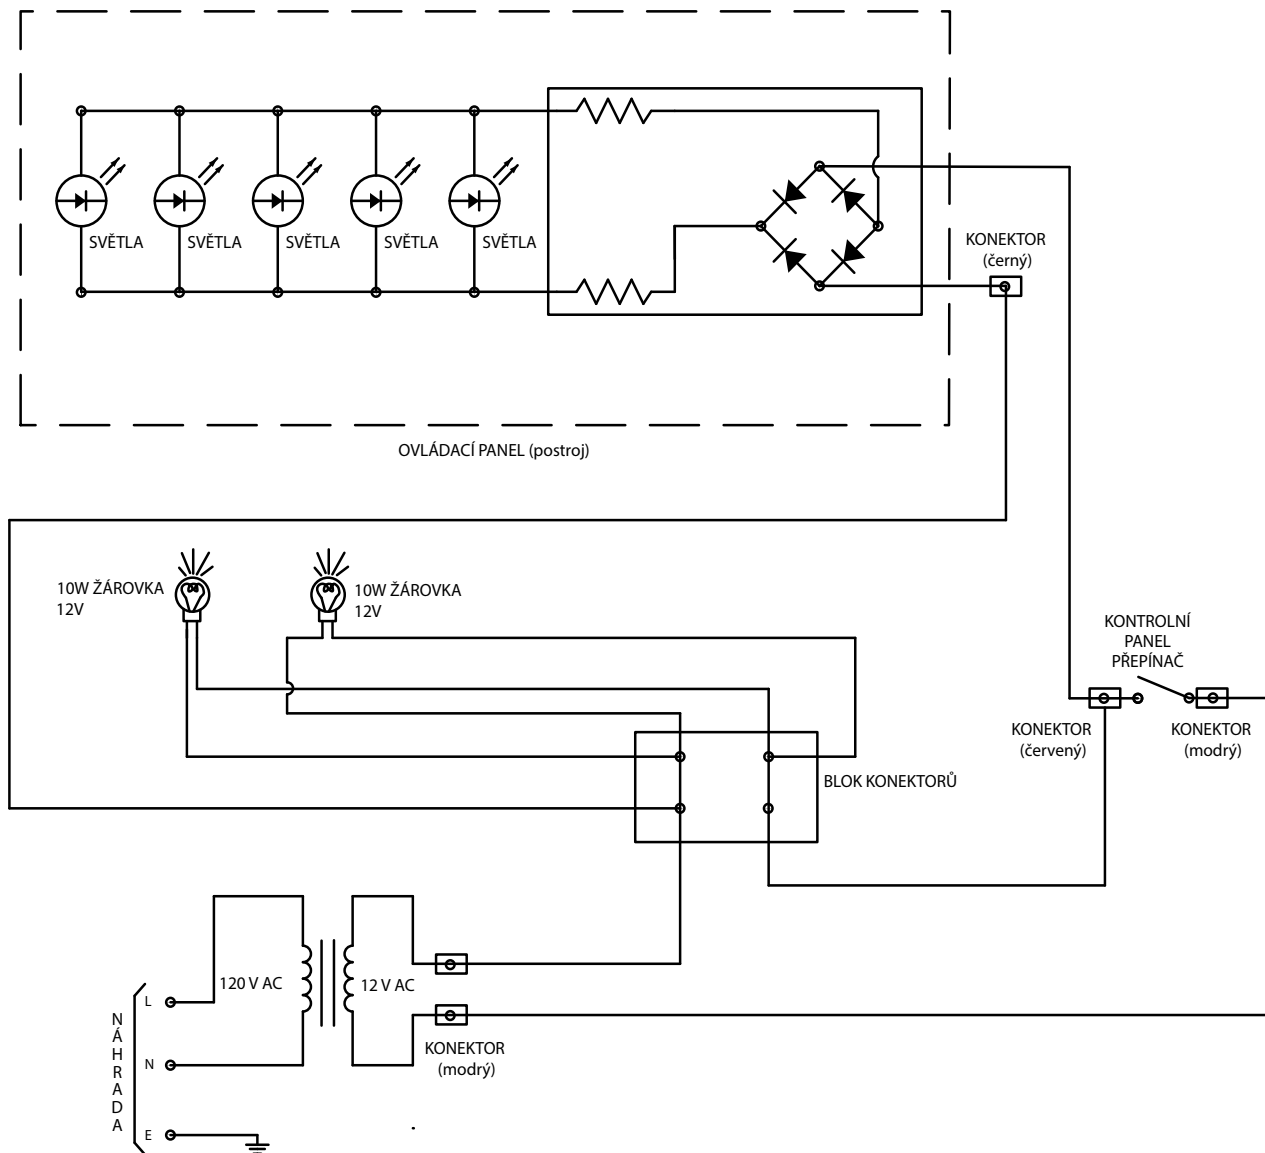 SVĚTLA
SVĚTLA
SVĚTLA
SVĚTLA
SVĚTLA
KONEKTOR
(černý)
OVLÁDACÍ PANEL (postroj)
10W ŽÁROVKA
12V
10W ŽÁROVKA
12V
KONTROLNÍ
PANEL
PŘEPÍNAČ
KONEKTOR
(červený)
KONEKTOR
(modrý)
BLOK KONEKTORŮ
120 V AC
12 V AC
KONEKTOR
(modrý)
NÁHRADA
L
N
E